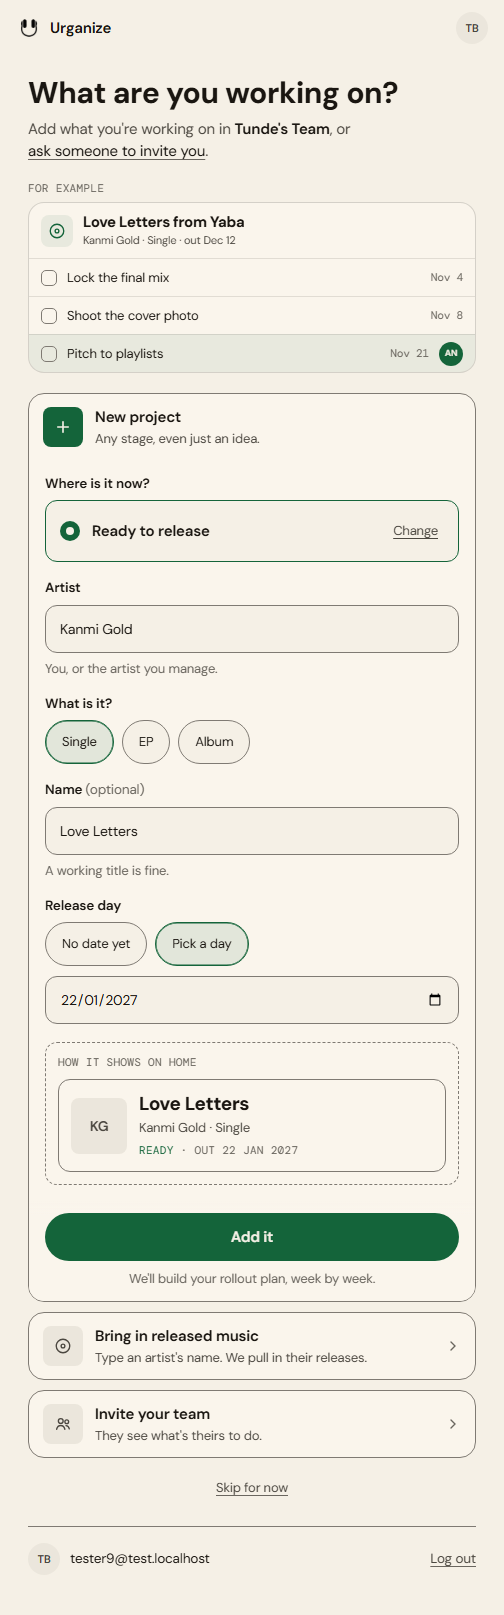 Urganize
TB
What are you working on?
Add what you're working on in Tunde's Team, or
ask someone to invite you.
FOR EXAMPLE
Love Letters from Yaba
Kanmi Gold · Single · out Dec 12
Lock the final mix
Nov 4
Shoot the cover photo
Nov 8
Pitch to playlists
Nov 21
AN
New project
Any stage, even just an idea.
Where is it now?
Ready to release
Change
Artist
Kanmi Gold
You, or the artist you manage.
What is it?
Single
EP
Album
Name (optional)
Love Letters
A working title is fine.
Release day
No date yet
Pick a day
22/01/2027
HOW IT SHOWS ON HOME
KG
Love Letters
Kanmi Gold · Single
READY · OUT 22 JAN 2027
Add it
We'll build your rollout plan, week by week.
Bring in released music
Type an artist's name. We pull in their releases.
Invite your team
They see what's theirs to do.
Skip for now
TB
tester9@test.localhost
Log out